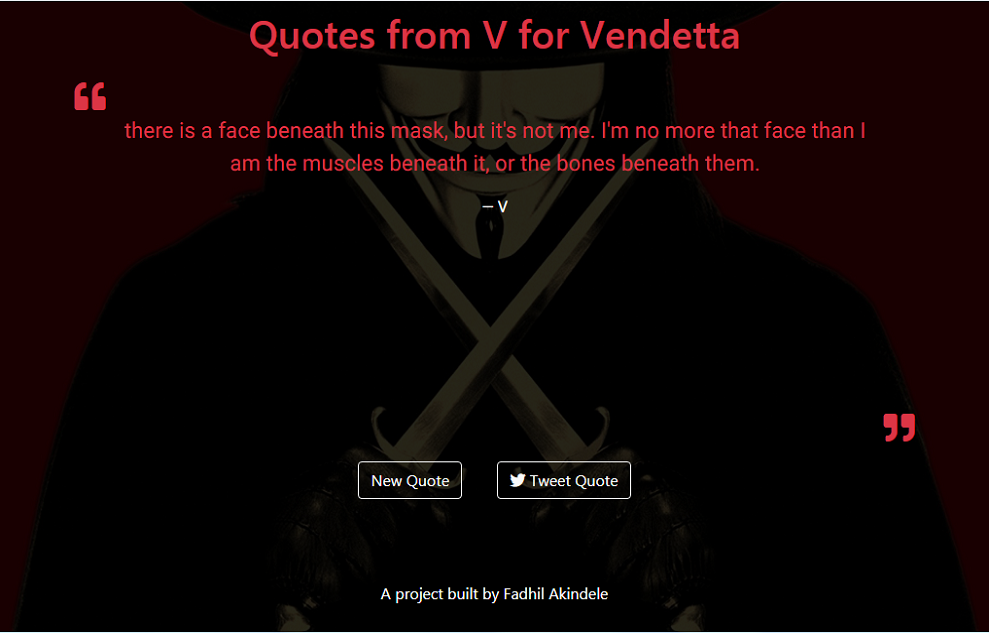 Quotes from V for Vendetta
❝
there is a face beneath this mask, but it's not me. I'm no more that face than I
am the muscles beneath it, or the bones beneath them.
– V
❞
New Quote
Tweet Quote
A project built by Fadhil Akindele